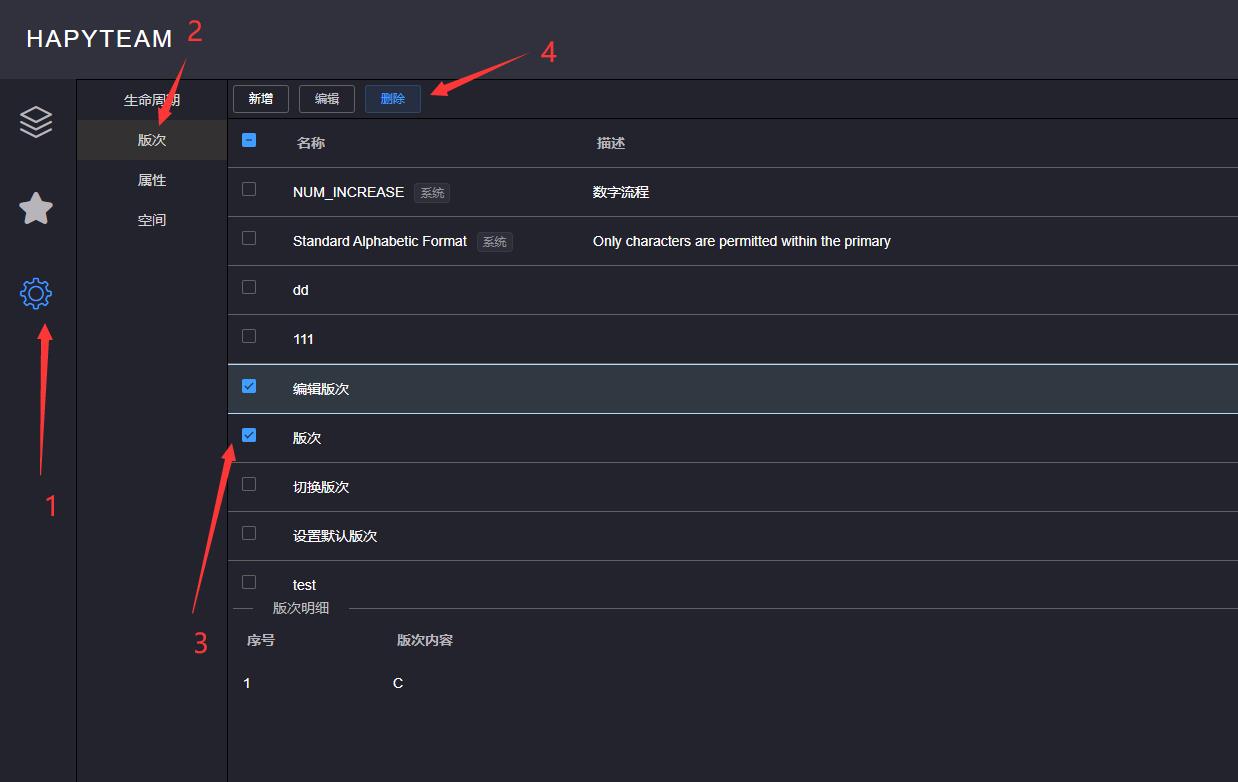 HAPYTEAM
2
4
生命周期
版次
属性
空间
新增
编辑
删除
名称
描述
NUM_INCREASE 系统
数字流程
Standard Alphabetic Format 系统
Only characters are permitted within the primary
dd
111
编辑版次
版次
切换版次
设置默认版次
test
1
3
版次明细
序号
版次内容
1
C